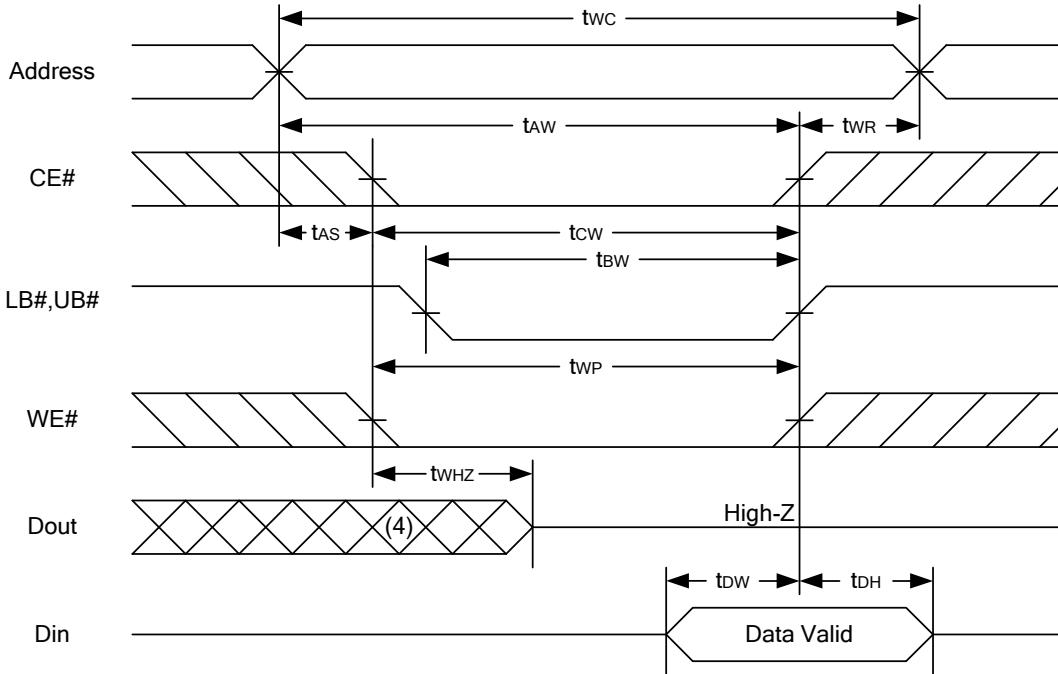 tWC
Address
tAW
tWR
CE#
tAS
tCW
tBW
LB#,UB#
tWP
WE#
tWHZ
Dout
(4)
High-Z
tDW
tDH
Din
Data Valid